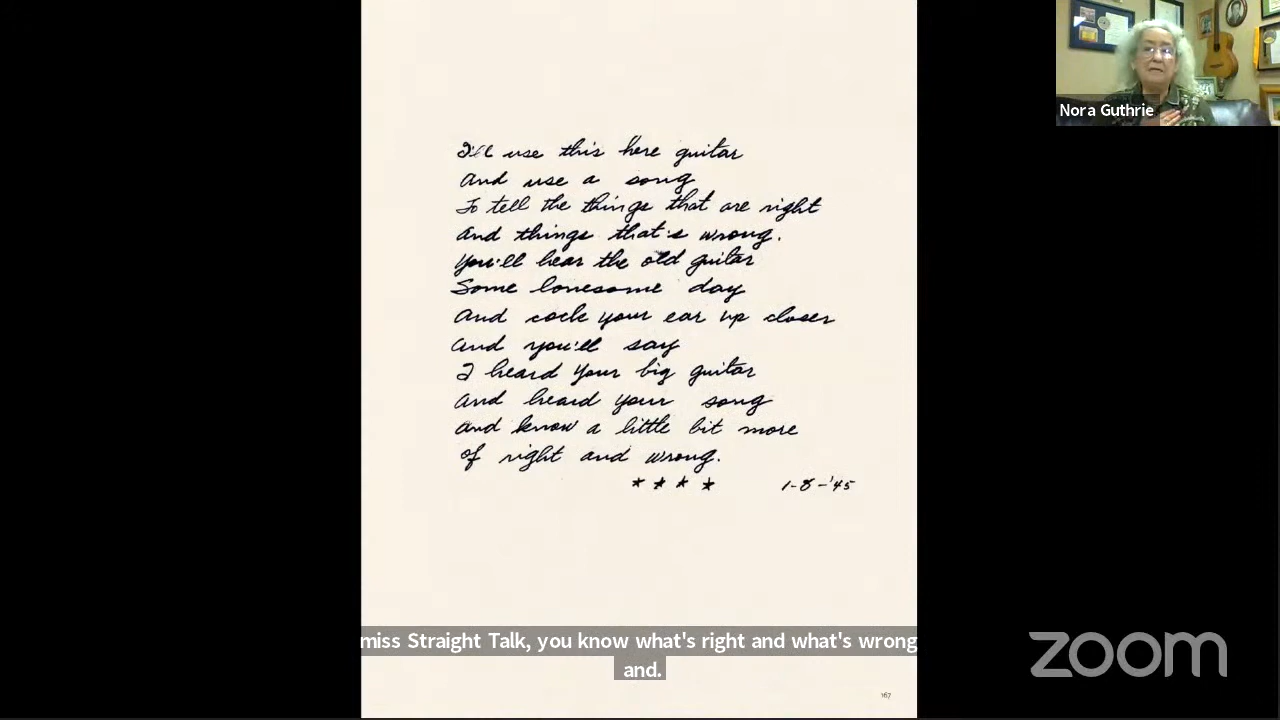 Nora Guthrie
I'll use this here guitar
And use a song
To tell the things that are right
And things that's wrong.
You'll hear the old guitar
Some lonesome day
And cock your ear up closer
And you'll say
I heard your big guitar
And heard your song
And know a little bit more
of right and wrong.
* * * * 1-8-'45
miss Straight Talk, you know what's right and what's wrong
and.
zoom
167